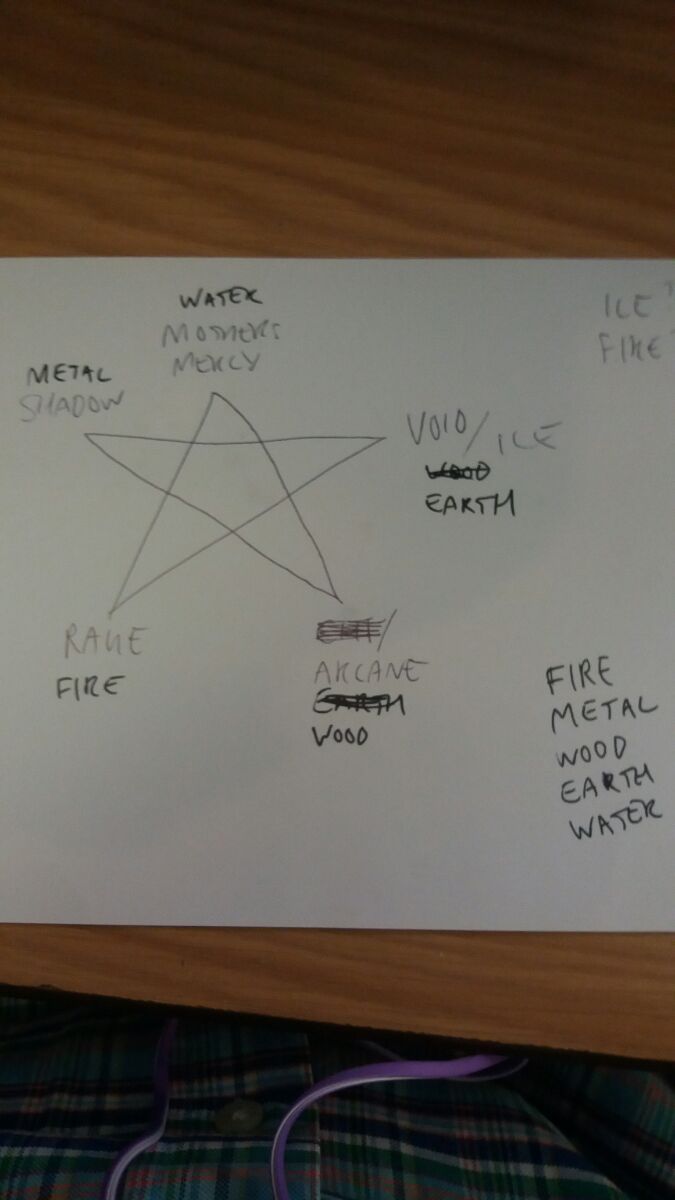 WATER
MOTHERS
MERCY
METAL
SHADOW
VOID/ICE
WOOD
EARTH
ICE?
FIRE?
RAGE
FIRE
/
ARCANE
EARTH
WOOD
FIRE
METAL
WOOD
EARTH
WATER